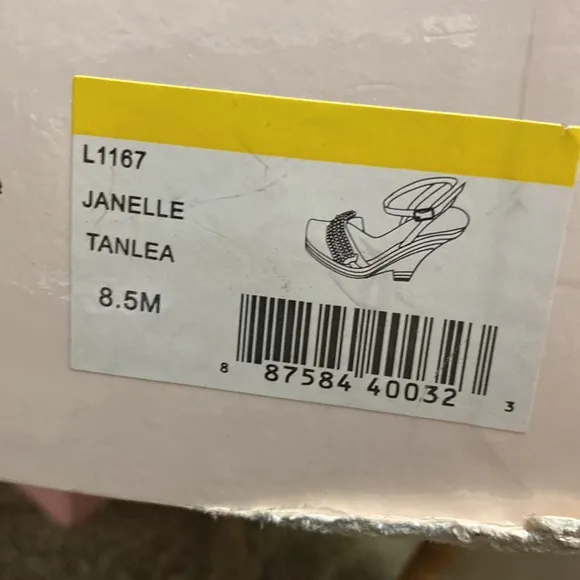 L1167
JANELLE
TANLEA
8.5M
8 87584 40032 3